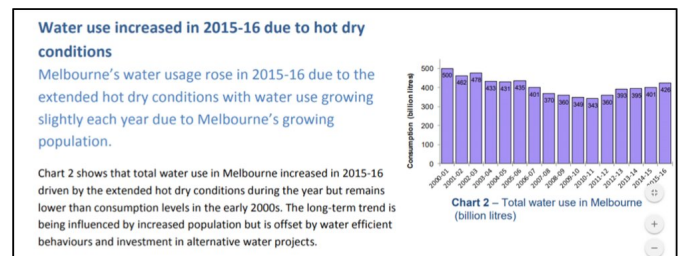 Water use increased in 2015-16 due to hot dry
conditions
Melbourne's water usage rose in 2015-16 due to the
extended hot dry conditions with water use growing
slightly each year due to Melbourne's growing
population.
Chart 2 shows that total water use in Melbourne increased in 2015-16
driven by the extended hot dry conditions during the year but remains
lower than consumption levels in the early 2000s. The long-term trend is
being influenced by increased population but is offset by water efficient
behaviours and investment in alternative water projects.
Consumption (billion litres)
500
400
300
200
100
0
500 462 478 433 431 435 401 370 360 349 343 360 393 395 401 426
2000-01 2001-02 2002-03 2003-04 2004-05 2005-06 2006-07 2007-08 2008-09 2009-10 2010-11 2011-12 2012-13 2013-14 2014-15 2015-16
Chart 2 – Total water use in Melbourne
(billion litres)